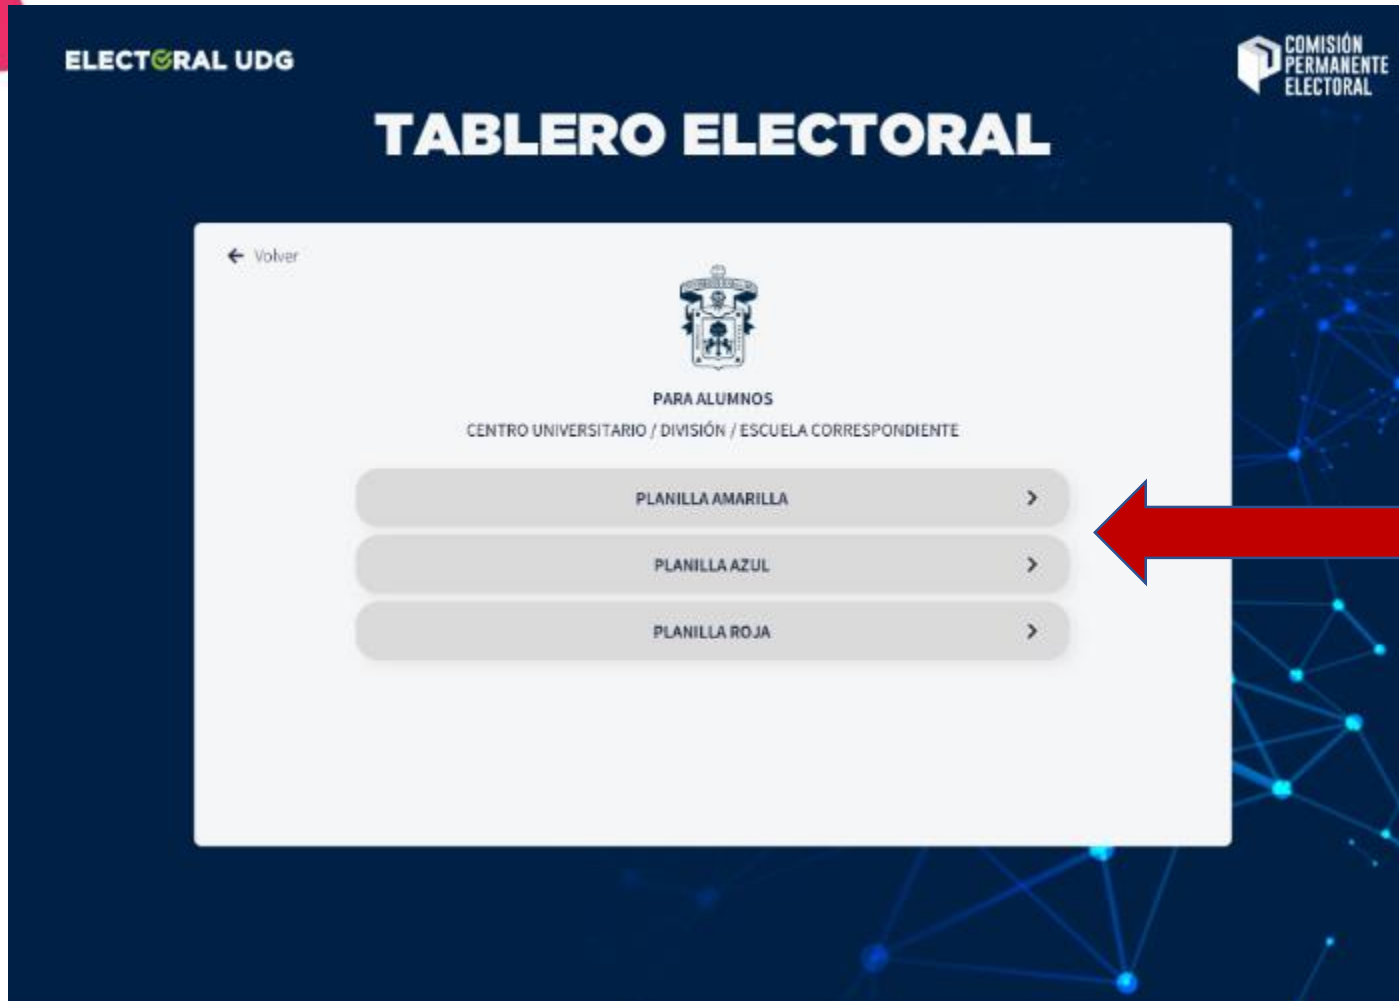 ELECTORAL UDG
COMISIÓN
PERMANENTE
ELECTORAL
TABLERO ELECTORAL
Volver
PARA ALUMNOS
CENTRO UNIVERSITARIO / DIVISIÓN / ESCUELA CORRESPONDIENTE
PLANILLA AMARILLA
PLANILLA AZUL
PLANILLA ROJA